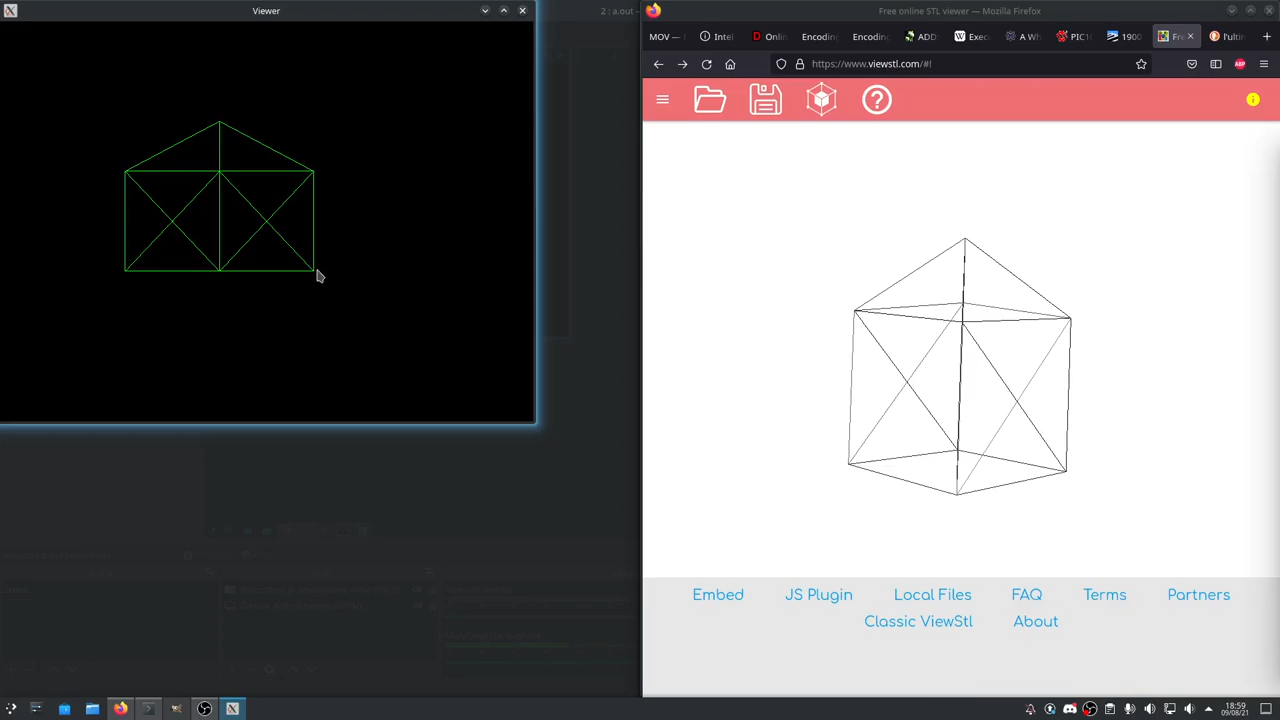 Viewer
2 : a.out —
Free online STL viewer — Mozilla Firefox
MOV —
Intel
Onlin
Encoding
Encoding
ADD
Exec
A Wh
PIC1
1900
Fre
l'ultin
https://www.viewstl.com/#!
Embed
JS Plugin
Local Files
FAQ
Terms
Partners
Classic ViewStl
About
18:59
09/08/21